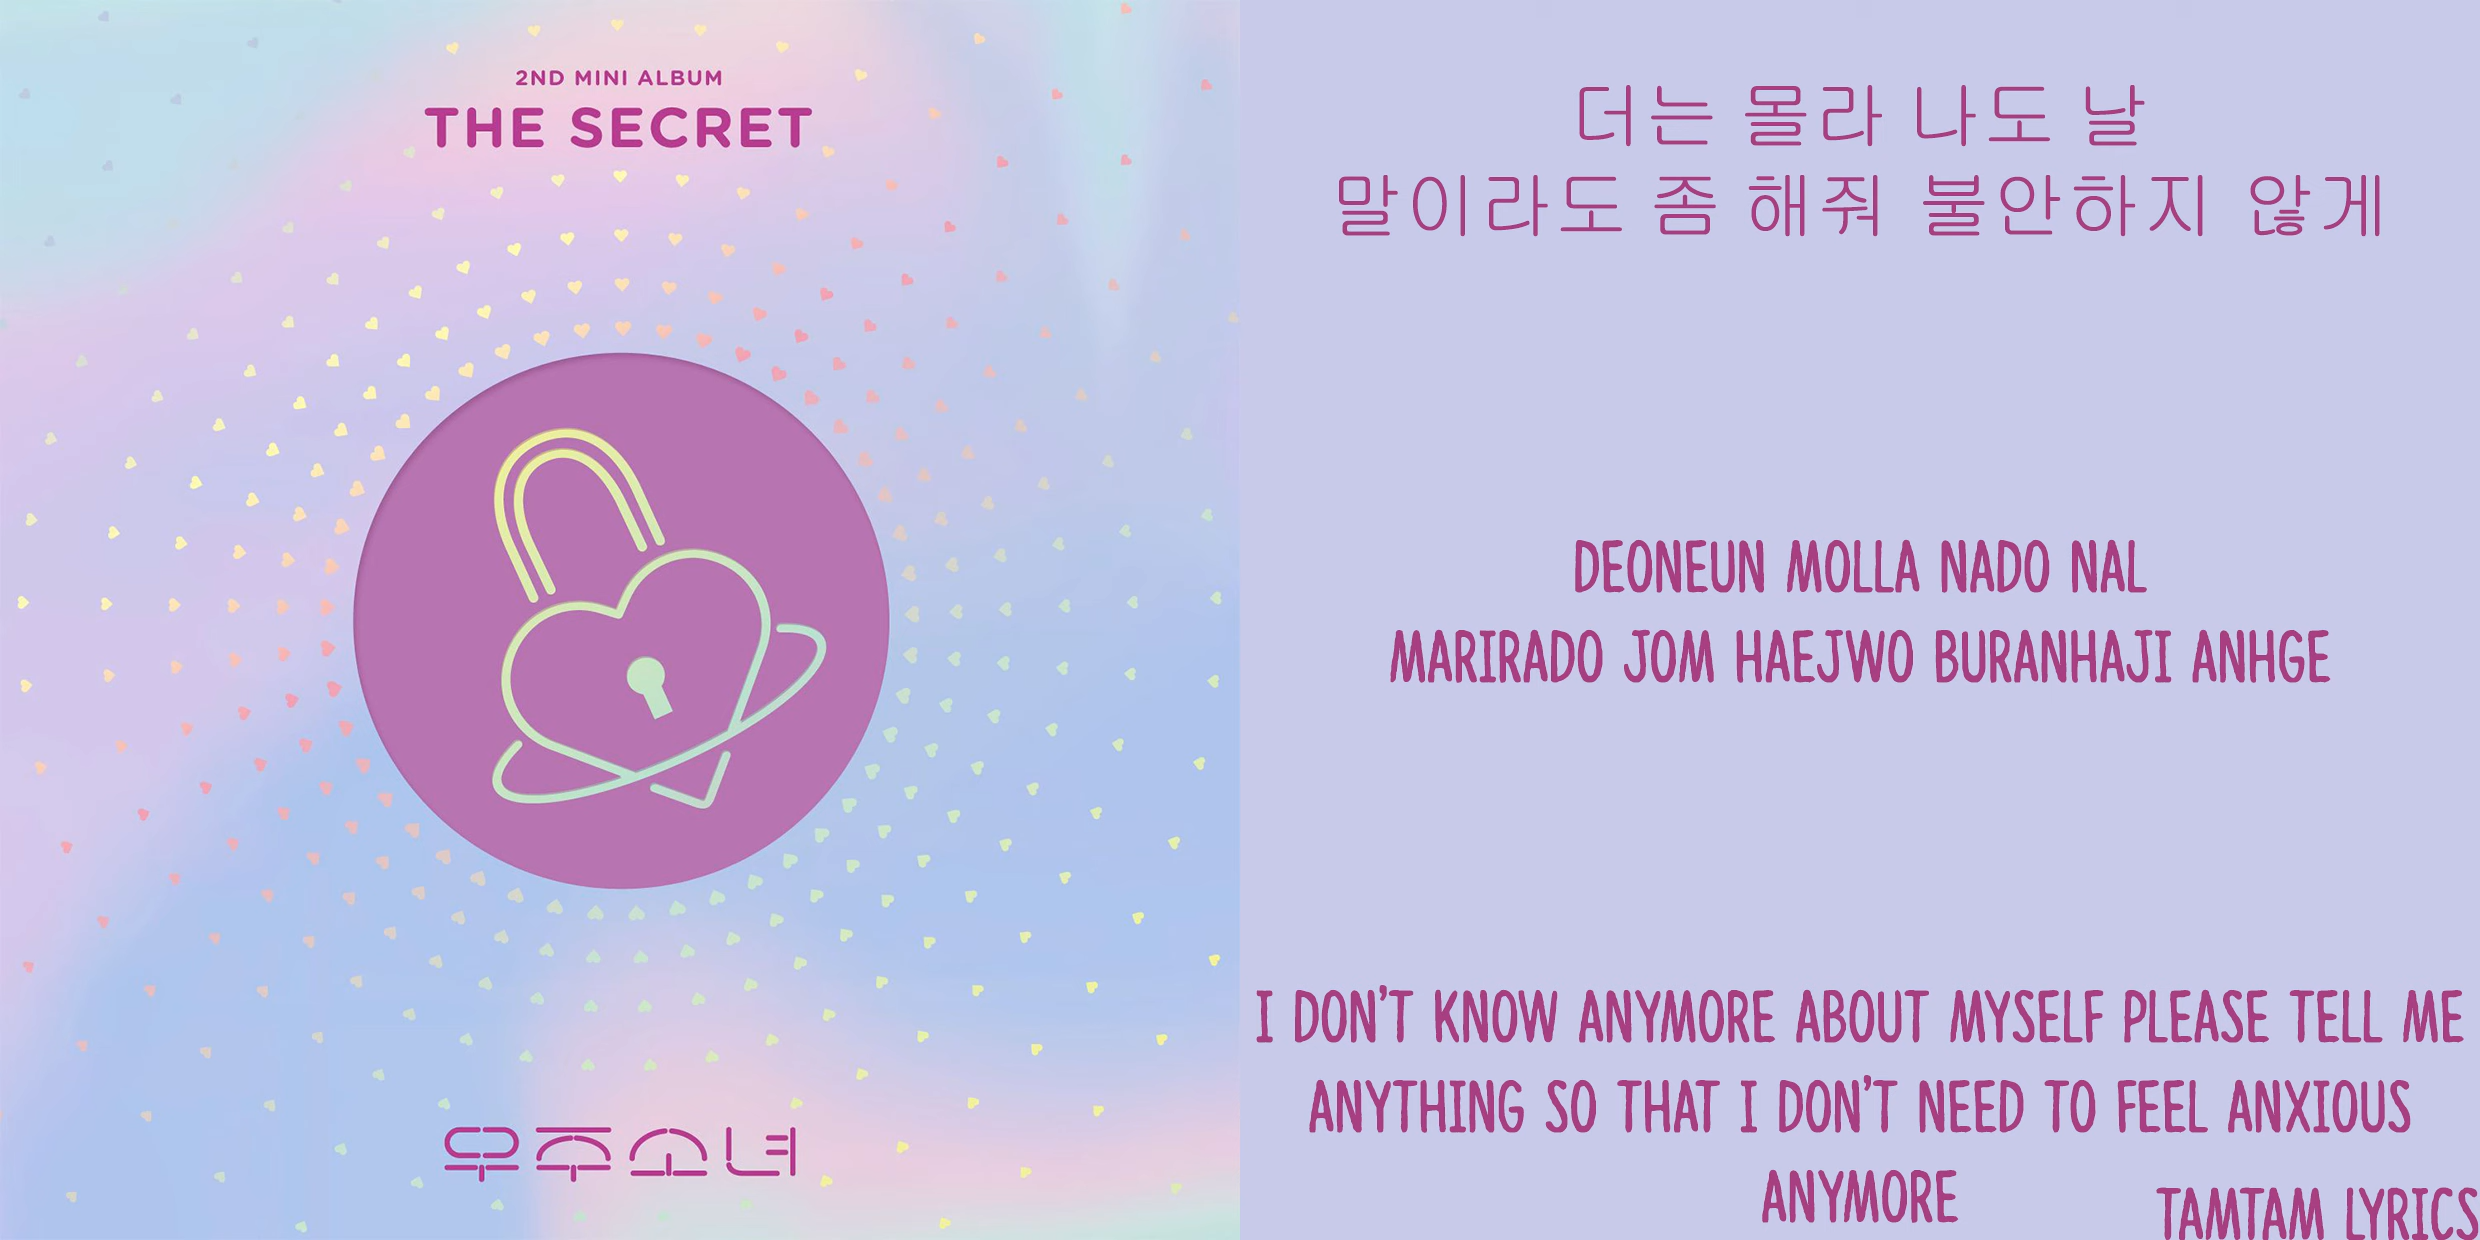 2ND MINI ALBUM
THE SECRET
우주소녀
더는 몰라 나도 날
말이라도 좀 해줘 불안하지 않게
DEONEUN MOLLA NADO NAL
MARIRADO JOM HAEJWO BURANHAJI ANHGE
I DON'T KNOW ANYMORE ABOUT MYSELF PLEASE TELL ME
ANYTHING SO THAT I DON'T NEED TO FEEL ANXIOUS
ANYMORE
TAMTAM LYRICS